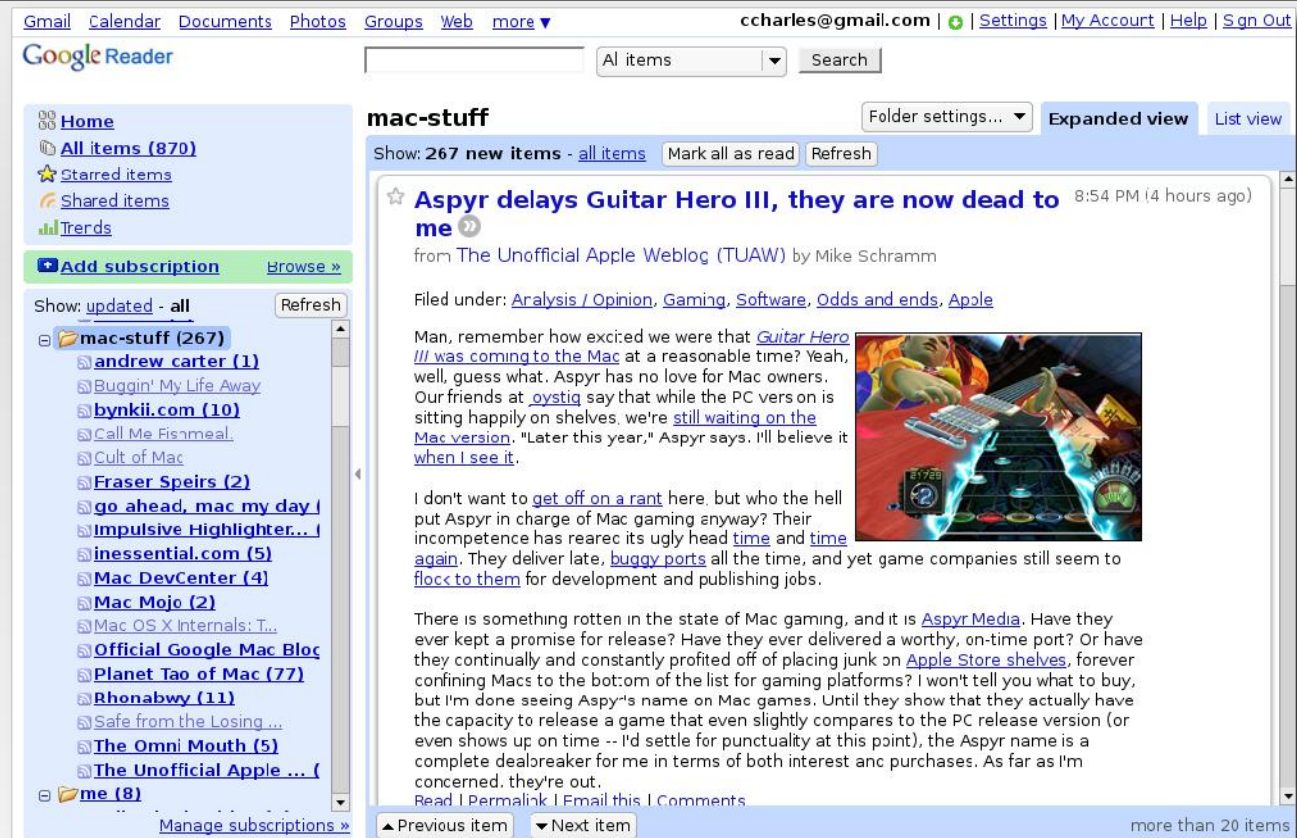 Gmail Calendar Documents Photos Groups Web more ▼
ccharles@gmail.com | Settings | My Account | Help | Sign Out
Google Reader
All items
Search
Home
All items (870)
Starred items
Shared items
Trends
Add subscription Browse »
Show: updated - all Refresh
mac-stuff (267)
andrew carter (1)
Buggin' My Life Away
bynkii.com (10)
Call Me Fishmeal.
Cult of Mac
Fraser Speirs (2)
go ahead, mac my day (
Impulsive Highlighter... (
inessential.com (5)
Mac DevCenter (4)
Mac Mojo (2)
Mac OS X Internals: T...
Official Google Mac Bloc
Planet Tao of Mac (77)
Rhonabwy (11)
Safe from the Losing ...
The Omni Mouth (5)
The Unofficial Apple ... (
me (8)
Manage subscriptions »
mac-stuff
Folder settings... ▼ Expanded view List view
Show: 267 new items - all items Mark all as read Refresh
Aspyr delays Guitar Hero III, they are now dead to
me
8:54 PM (4 hours ago)
from The Unofficial Apple Weblog (TUAW) by Mike Schramm
Filed under: Analysis / Opinion, Gaming, Software, Odds and ends, Apple
Man, remember how excited we were that Guitar Hero
III was coming to the Mac at a reasonable time? Yeah,
well, guess what. Aspyr has no love for Mac owners.
Our friends at Joystiq say that while the PC version is
sitting happily on shelves, we're still waiting on the
Mac version. "Later this year," Aspyr says. I'll believe it
when I see it.
I don't want to get off on a rant here, but who the hell
put Aspyr in charge of Mac gaming anyway? Their
incompetence has reared its ugly head time and time
again. They deliver late, buggy ports all the time, and yet game companies still seem to
flock to them for development and publishing jobs.
There is something rotten in the state of Mac gaming, and it is Aspyr Media. Have they
ever kept a promise for release? Have they ever delivered a worthy, on-time port? Or have
they continually and constantly profited off of placing junk on Apple Store shelves, forever
confining Macs to the bottom of the list for gaming platforms? I won't tell you what to buy,
but I'm done seeing Aspyr's name on Mac games. Until they show that they actually have
the capacity to release a game that even slightly compares to the PC release version (or
even shows up on time -- I'd settle for punctuality at this point), the Aspyr name is a
complete dealbreaker for me in terms of both interest and purchases. As far as I'm
concerned, they're out.
Read | Permalink | Email this | Comments
Previous item Next item
more than 20 items